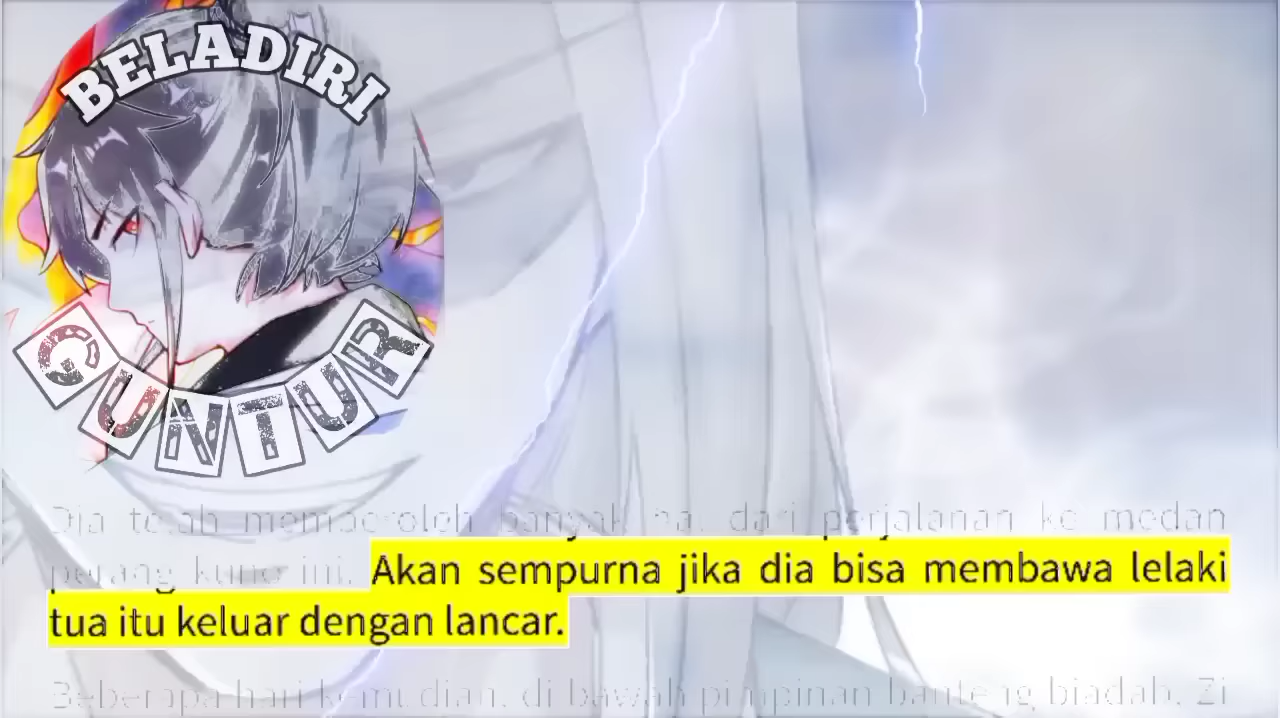 BELADIRI
GUNTUR
Dia telah memperoleh banyak hal dari perjalanan ke medan
perang kuno ini. Akan sempurna jika dia bisa membawa lelaki
tua itu keluar dengan lancar.
Beberapa hari kemudian, di bawah pimpinan banteng biadab, Zi